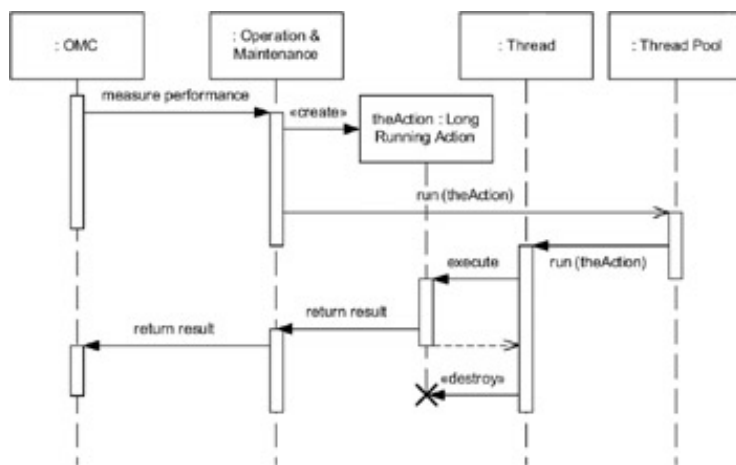 : OMC
: Operation &
Maintenance
: Thread
: Thread Pool
measure performance
«create»
theAction : Long
Running Action
run (theAction)
run (theAction)
execute
return result
return result
«destroy»